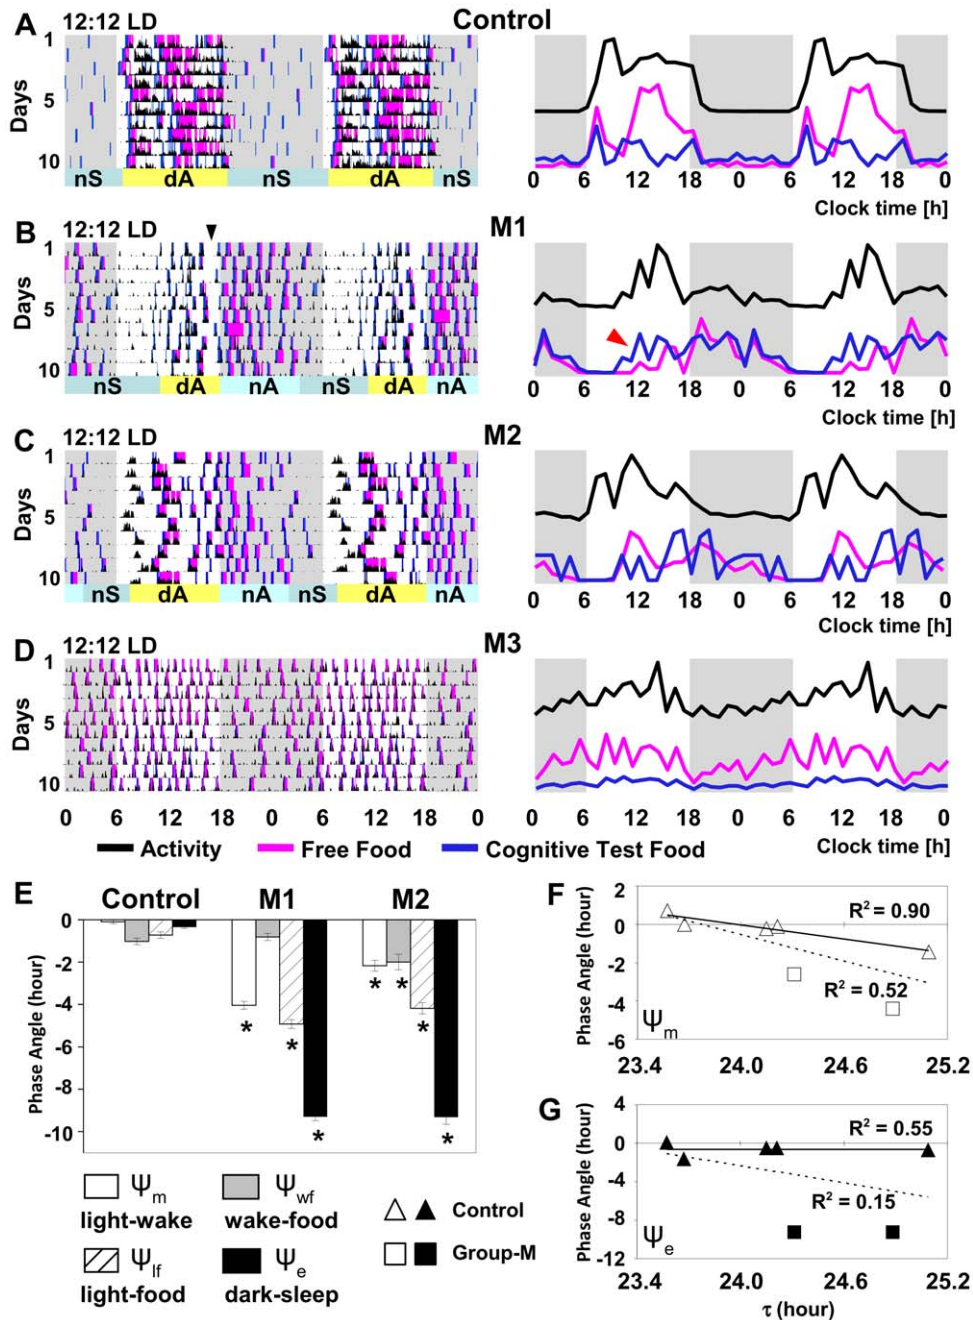 Control
A 12:12 LD
Days
1
5
10
nS dA nS dA nS
0 6 12 18 0 6 12 18 0
Clock time [h]
M1
B 12:12 LD
Days
1
5
10
nS dA nA nS dA nA
0 6 12 18 0 6 12 18 0
Clock time [h]
M2
C 12:12 LD
Days
1
5
10
nS dA nA nS dA nA
0 6 12 18 0 6 12 18 0
Clock time [h]
M3
D 12:12 LD
Days
1
5
10
0 6 12 18 0 6 12 18 0
0 6 12 18 0 6 12 18 0
Clock time [h]
Activity Free Food Cognitive Test Food
E Control M1 M2
Phase Angle (hour)
0
-2
-4
-6
-8
-10
* * * * * * *
Ψm
light-wake
Ψwf
wake-food
Ψlf
light-food
Ψe
dark-sleep
Control
Group-M
F
Phase Angle (hour)
2
0
-2
-4
-6
R² = 0.90
R² = 0.52
Ψm
23.4 24.0 24.6 25.2
G
Phase Angle (hour)
4
0
-4
-8
-12
R² = 0.55
R² = 0.15
Ψe
23.4 24.0 24.6 25.2
τ (hour)